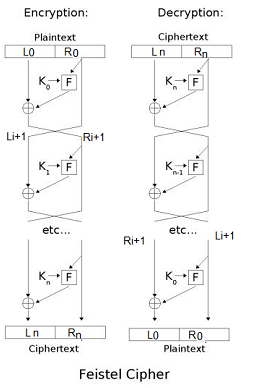 Encryption: Decryption:
Plaintext Ciphertext
L0 R0 Ln Rn
K0 F Kn F
Li+1 Ri+1
K1 F Kn-1 F
etc... etc...
Ri+1 Li+1
Kn F K0 F
Ln Rn L0 R0
Ciphertext Plaintext
Feistel Cipher